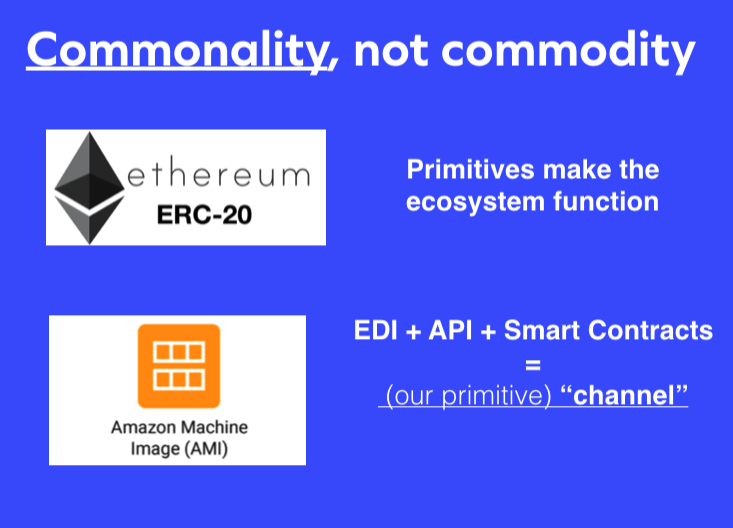 Commonality, not commodity
ethereum
ERC-20
Primitives make the
ecosystem function
Amazon Machine
Image (AMI)
EDI + API + Smart Contracts
=
(our primitive) “channel”